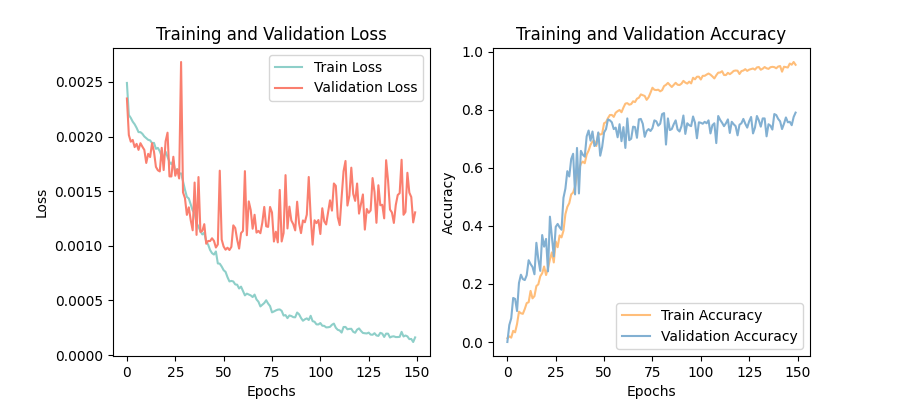 Training and Validation Loss
Train Loss
Validation Loss
Loss
0.0025
0.0020
0.0015
0.0010
0.0005
0.0000
0
25
50
75
100
125
150
Epochs
Training and Validation Accuracy
Accuracy
1.0
0.8
0.6
0.4
0.2
0.0
Train Accuracy
Validation Accuracy
0
25
50
75
100
125
150
Epochs